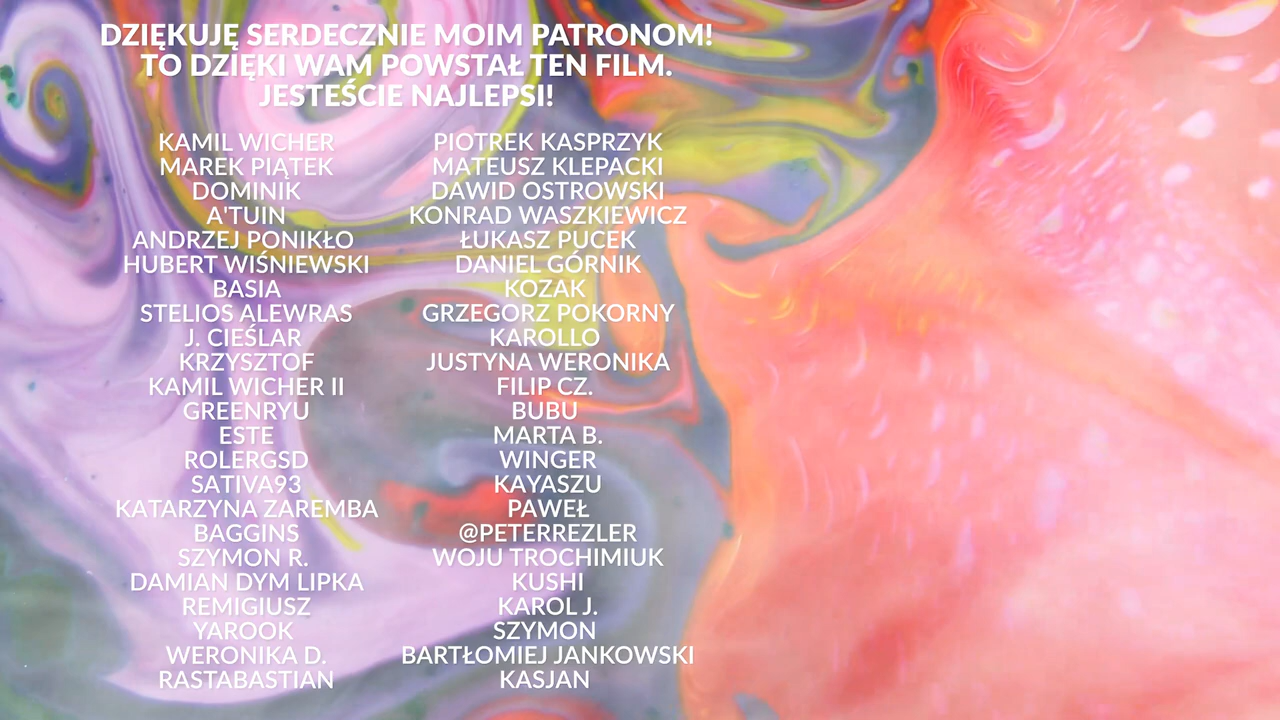 DZIĘKUJĘ SERDECZNIE MOIM PATRONOM!
TO DZIĘKI WAM POWSTAŁ TEN FILM.
JESTEŚCIE NAJLEPSI!
KAMIL WICHER
MAREK PIĄTEK
DOMINIK
A'TUIN
ANDRZEJ PONIKŁO
HUBERT WIŚNIEWSKI
BASIA
STELIOS ALEWRAS
J. CIEŚLAR
KRZYSZTOF
KAMIL WICHER II
GREENRYU
ESTE
ROLERGSD
SATIVA93
KATARZYNA ZAREMBA
BAGGINS
SZYMON R.
DAMIAN DYM LIPKA
REMIGIUSZ
YAROOK
WERONIKA D.
RASTABASTIAN
PIOTREK KASPRZYK
MATEUSZ KLEPACKI
DAWID OSTROWSKI
KONRAD WASZKIEWICZ
ŁUKASZ PUCEK
DANIEL GÓRNIK
KOZAK
GRZEGORZ POKORNY
KAROLLO
JUSTYNA WERONIKA
FILIP CZ.
BUBU
MARTA B.
WINGER
KAYASZU
PAWEŁ
@PETERREZLER
WOJU TROCHIMIUK
KUSHI
KAROL J.
SZYMON
BARTŁOMIEJ JANKOWSKI
KASJAN